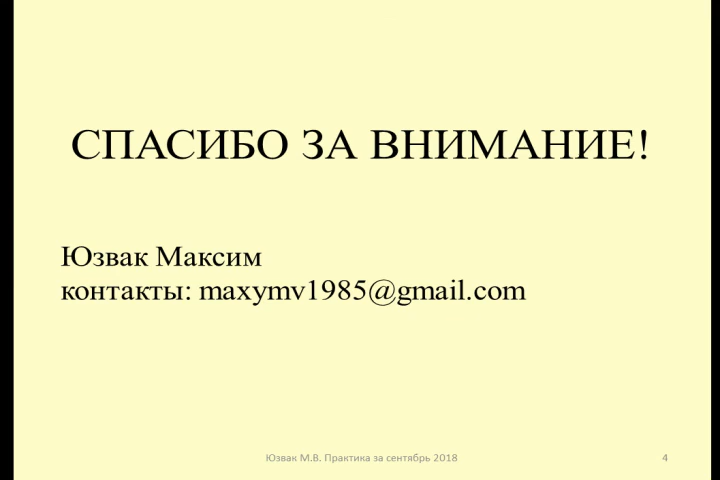 СПАСИБО ЗА ВНИМАНИЕ!
Юзвак Максим
контакты: maxymv1985@gmail.com
Юзвак М.В. Практика за сентябрь 2018
4